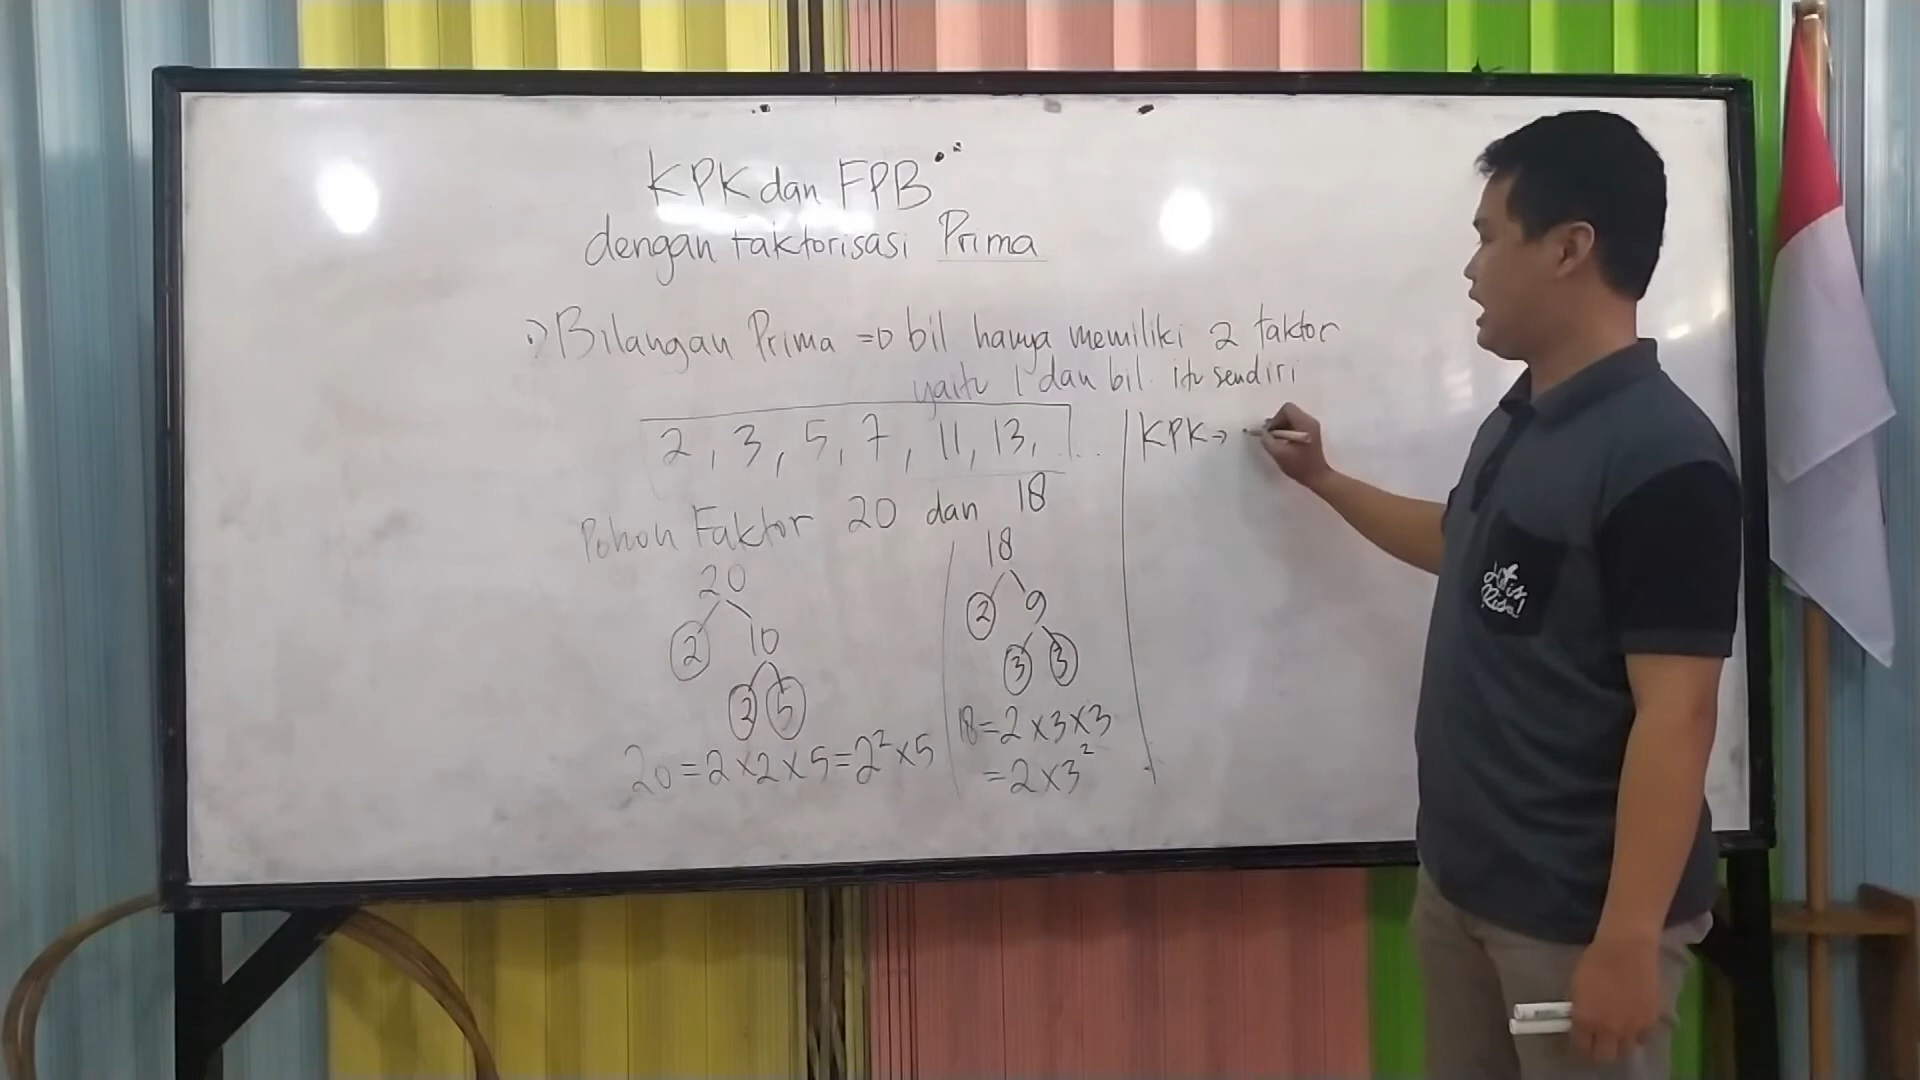 KPK dan FPB
dengan faktorisasi Prima
Bilangan Prima => bil hanya memiliki 2 faktor
yaitu 1 dan bil. itu sendiri
2, 3, 5, 7, 11, 13, ...
Pohon Faktor 20 dan 18
20
2 10
2 5
20 = 2 x 2 x 5 = 2² x 5
18
2 9
3 3
18 = 2 x 3 x 3
= 2 x 3²
KPK →